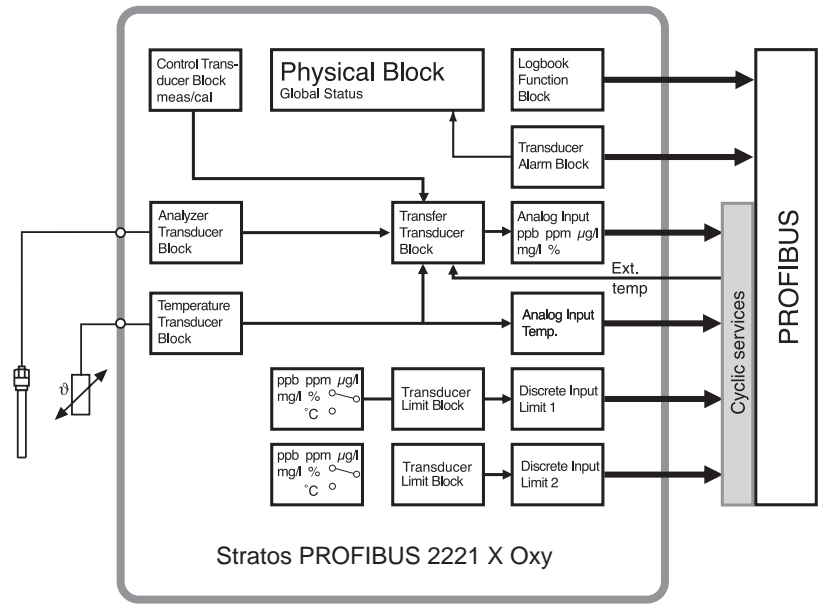 Control Trans-
ducer Block
meas/cal
Physical Block
Global Status
Logbook
Function
Block
Transducer
Alarm Block
Analyzer
Transducer
Block
Transfer
Transducer
Block
Analog Input
ppb ppm µg/l
mg/l %
Ext.
temp
Temperature
Transducer
Block
Analog Input
Temp.
ϑ
ppb ppm µg/l
mg/l %
°C
Transducer
Limit Block
Discrete Input
Limit 1
ppb ppm µg/l
mg/l %
°C
Transducer
Limit Block
Discrete Input
Limit 2
Cyclic services
PROFIBUS
Stratos PROFIBUS 2221 X Oxy